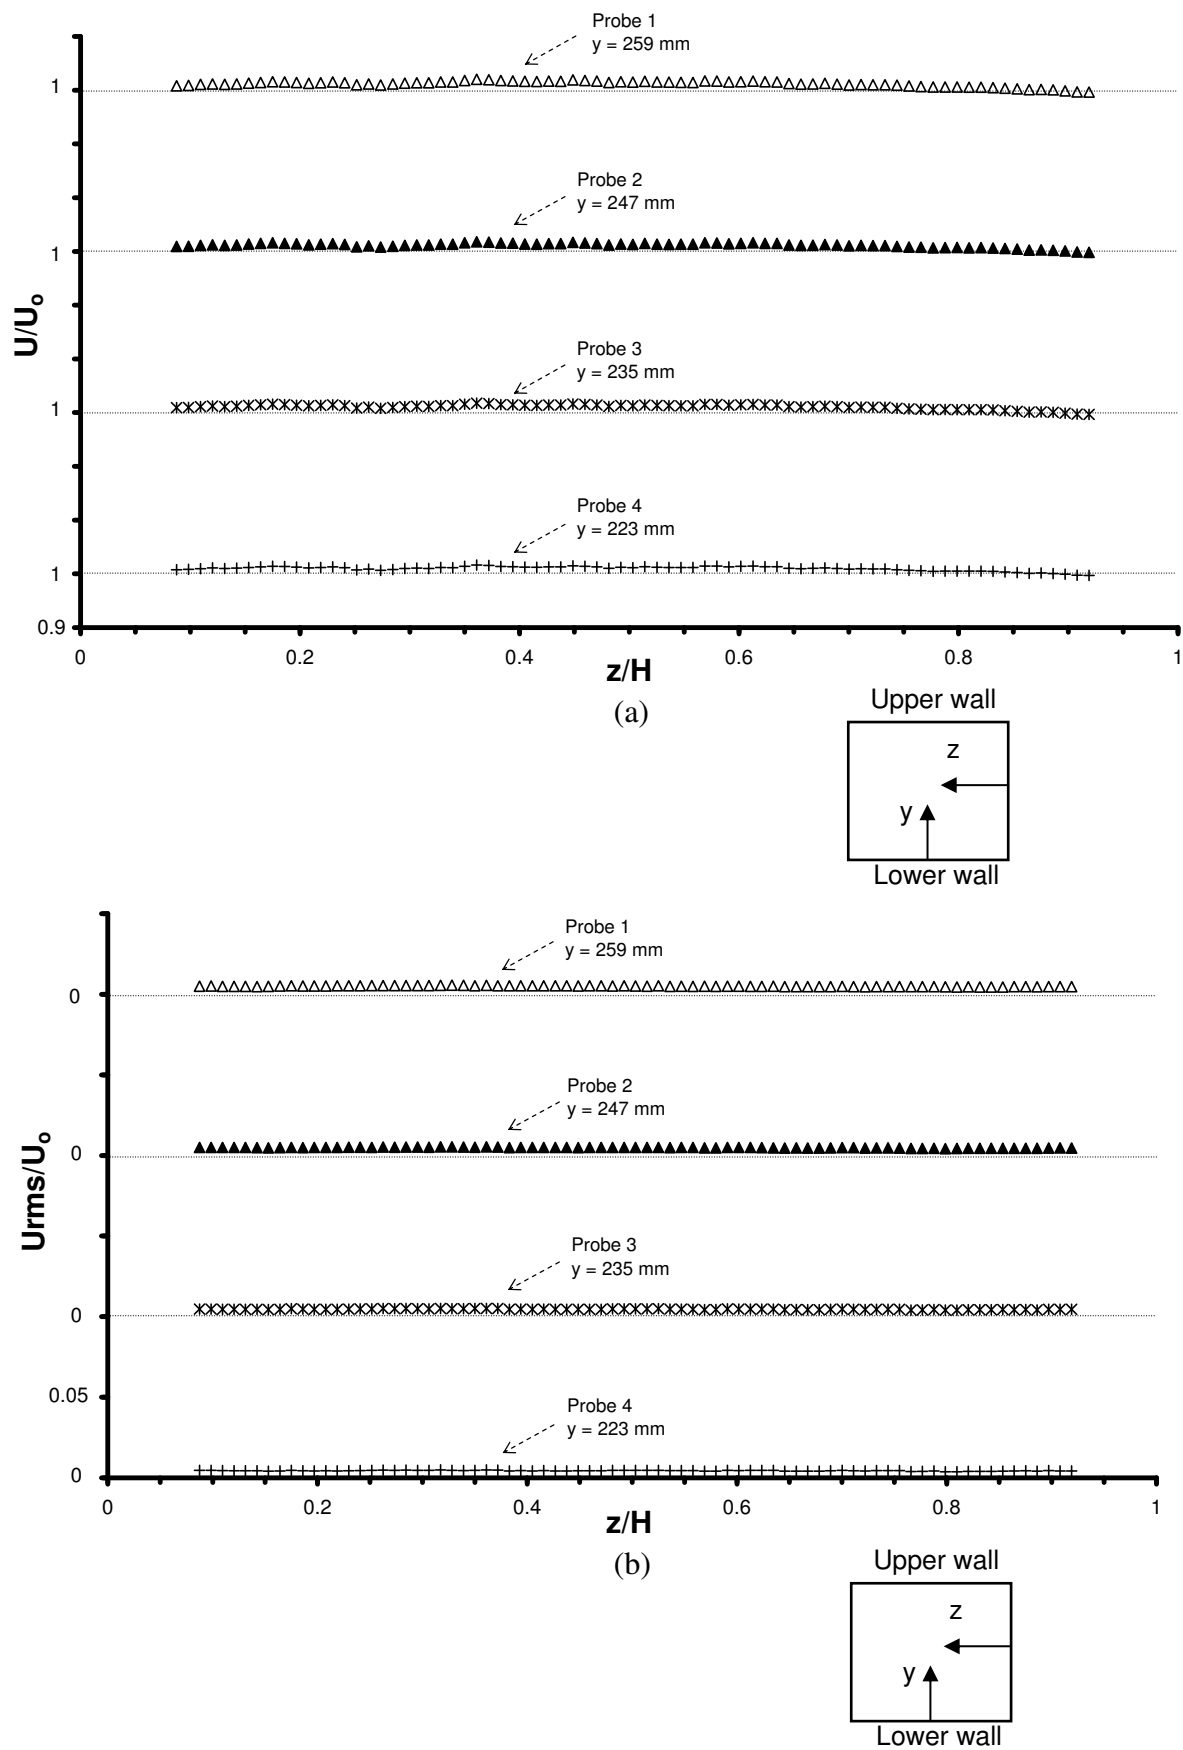 Probe 1
y = 259 mm
1
Probe 2
y = 247 mm
1
U/Uₒ
Probe 3
y = 235 mm
1
Probe 4
y = 223 mm
1
0.9
0 0.2 0.4 0.6 0.8 1
z/H
(a)
Upper wall
z
y
Lower wall
Probe 1
y = 259 mm
0
Probe 2
y = 247 mm
0
Urms/Uₒ
Probe 3
y = 235 mm
0
0.05
Probe 4
y = 223 mm
0
0 0.2 0.4 0.6 0.8 1
z/H
(b)
Upper wall
z
y
Lower wall